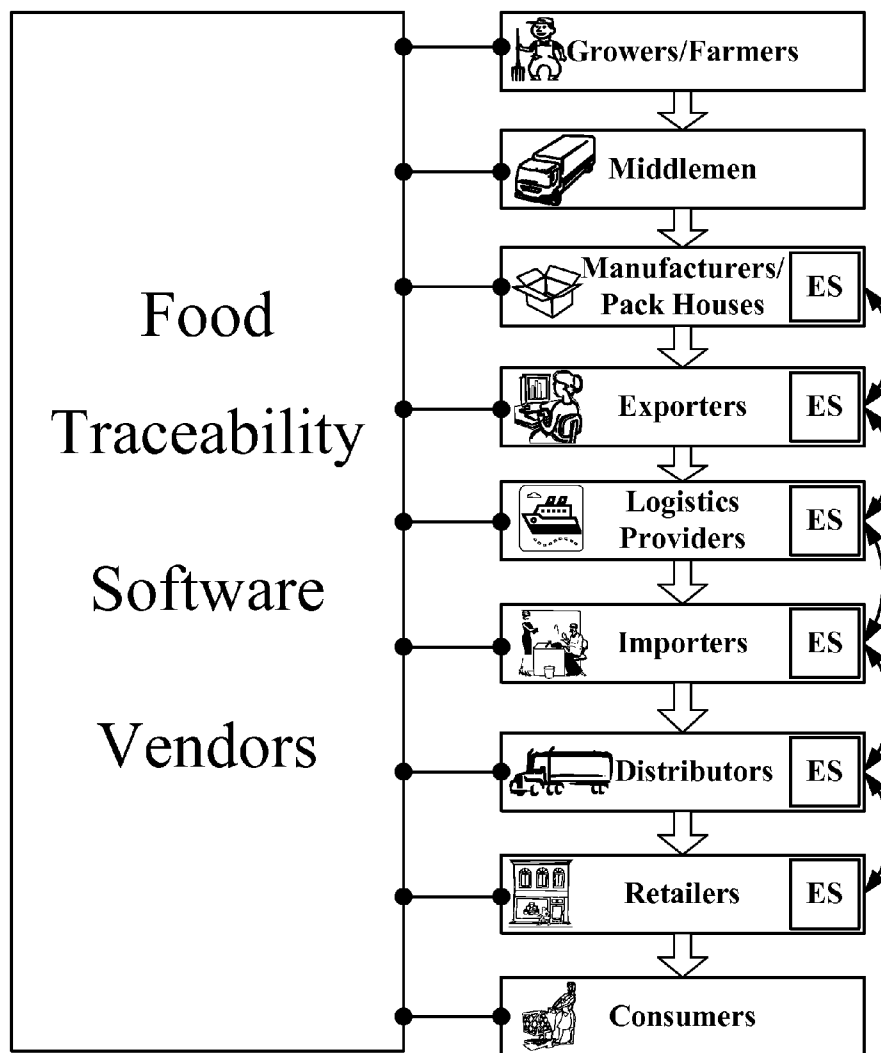 Food
Traceability
Software
Vendors
Growers/Farmers
Middlemen
Manufacturers/
Pack Houses
ES
Exporters
ES
Logistics
Providers
ES
Importers
ES
Distributors
ES
Retailers
ES
Consumers